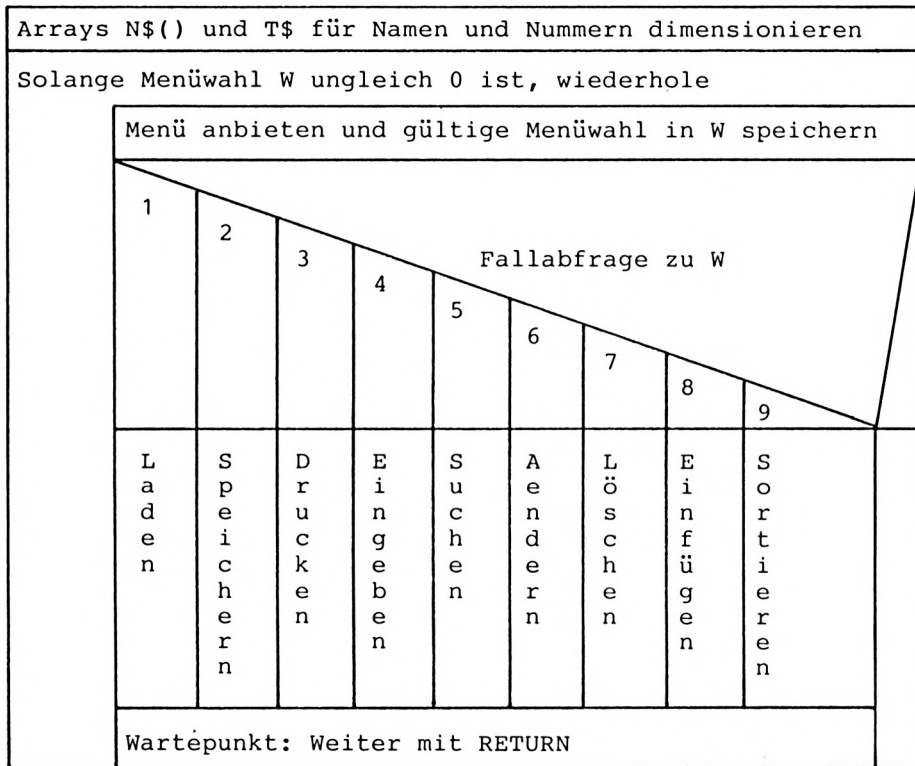 Arrays N$() und T$ für Namen und Nummern dimensionieren
Solange Menüwahl W ungleich 0 ist, wiederhole
Menü anbieten und gültige Menüwahl in W speichern
1
2
3
Fallabfrage zu W
4
5
6
7
8
9
Laden
Speichern
Drucken
Eingeben
Suchen
Aendern
Löschen
Einfügen
Sortieren
Wartepunkt: Weiter mit RETURN